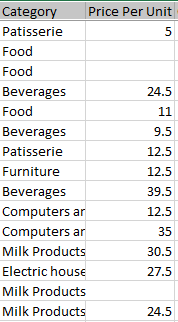 Category Price Per Unit
Patisserie 5
Food
Food
Beverages 24.5
Food 11
Beverages 9.5
Patisserie 12.5
Furniture 12.5
Beverages 39.5
Computers ar 12.5
Computers ar 35
Milk Products 30.5
Electric house 27.5
Milk Products
Milk Products 24.5